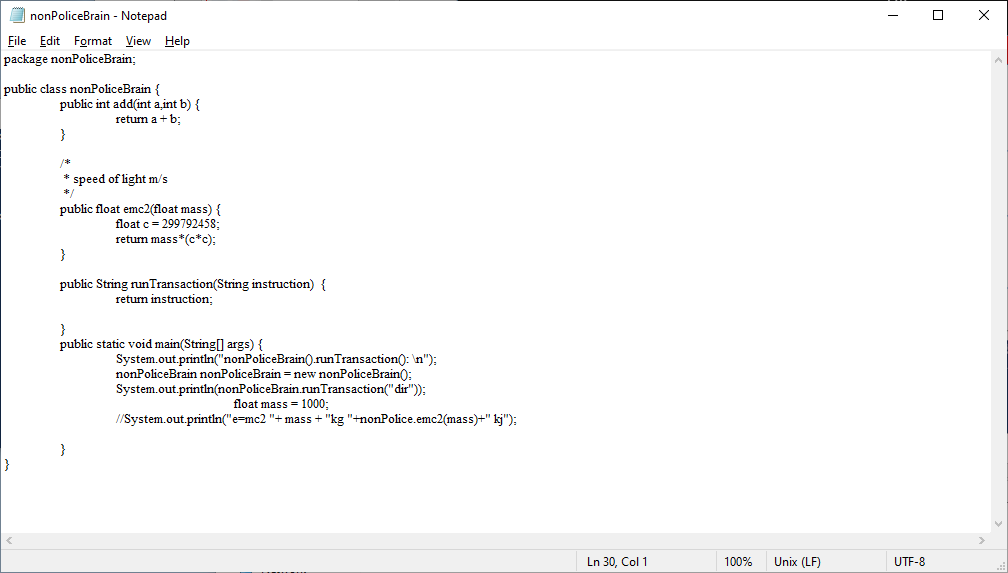 nonPoliceBrain - Notepad
File Edit Format View Help
package nonPoliceBrain;
public class nonPoliceBrain {
public int add(int a,int b) {
return a + b;
}
/*
* speed of light m/s
*/
public float emc2(float mass) {
float c = 299792458;
return mass*(c*c);
}
public String runTransaction(String instruction)  {
return instruction;
}
public static void main(String[] args) {
System.out.println("nonPoliceBrain().runTransaction(): \n");
nonPoliceBrain nonPoliceBrain = new nonPoliceBrain();
System.out.println(nonPoliceBrain.runTransaction("dir"));
float mass = 1000;
//System.out.println("e=mc2 "+ mass + "kg "+nonPolice.emc2(mass)+" kj");
}
}
Ln 30, Col 1 100% Unix (LF) UTF-8